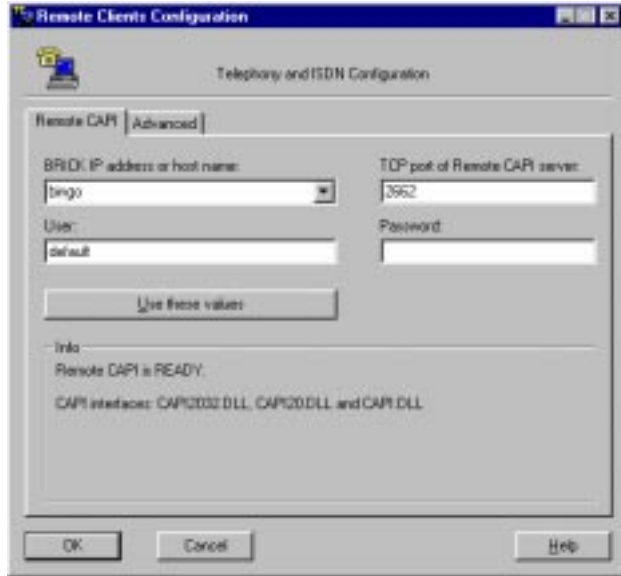 Remote Clients Configuration
Telephony and ISDN Configuration
Remote CAPI
Advanced
BRICK IP address or host name:
TCP port of Remote CAPI server:
bingo
2662
User:
Password:
default
Use these values
Info
Remote CAPI is READY.
CAPI interfaces: CAPI2032.DLL, CAPI20.DLL and CAPI.DLL
OK
Cancel
Help